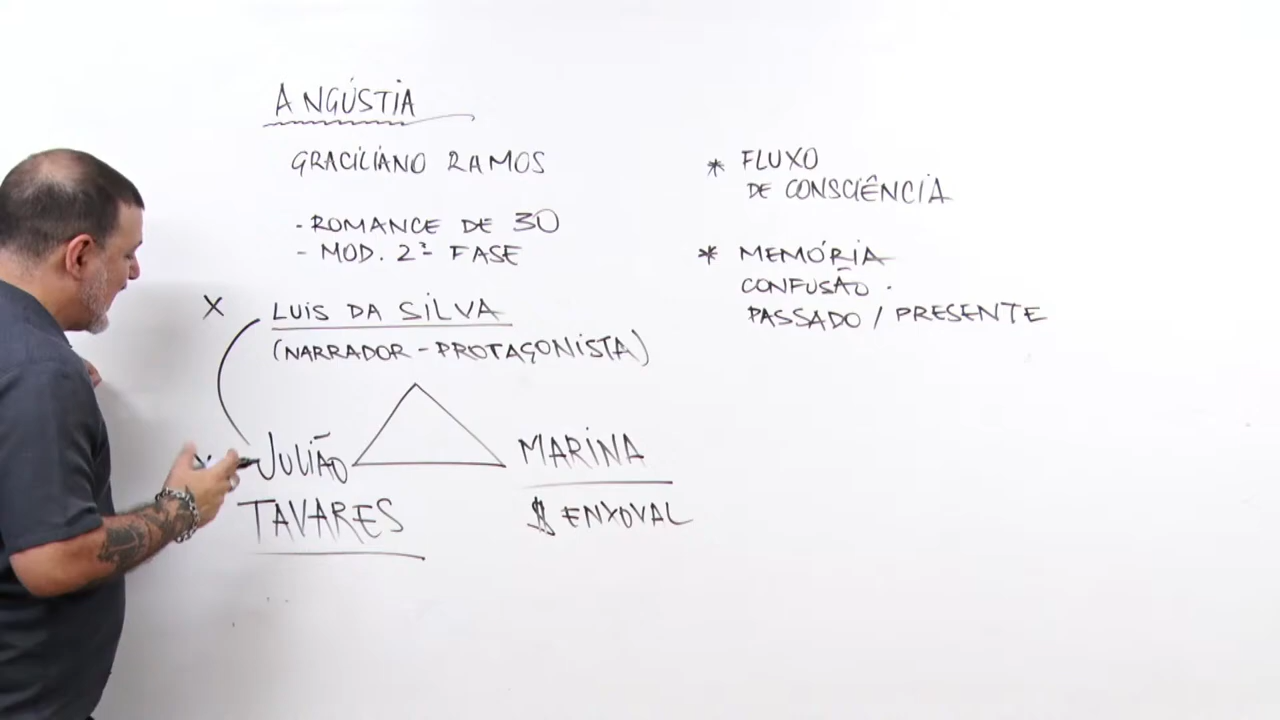 ANGÚSTIA
GRACILIANO RAMOS
- ROMANCE DE 30
- MOD. 2ª FASE
X LUIS DA SILVA
(NARRADOR - PROTAGONISTA)
JULIÃO
TAVARES
MARINA
$ ENXOVAL
* FLUXO
DE CONSCIÊNCIA
* MEMÓRIA
CONFUSÃO.
PASSADO / PRESENTE